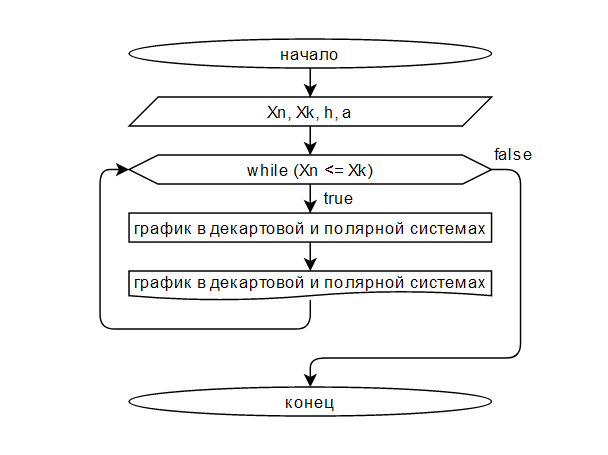 начало
Xn, Xk, h, a
false
while (Xn <= Xk)
true
график в декартовой и полярной системах
график в декартовой и полярной системах
конец